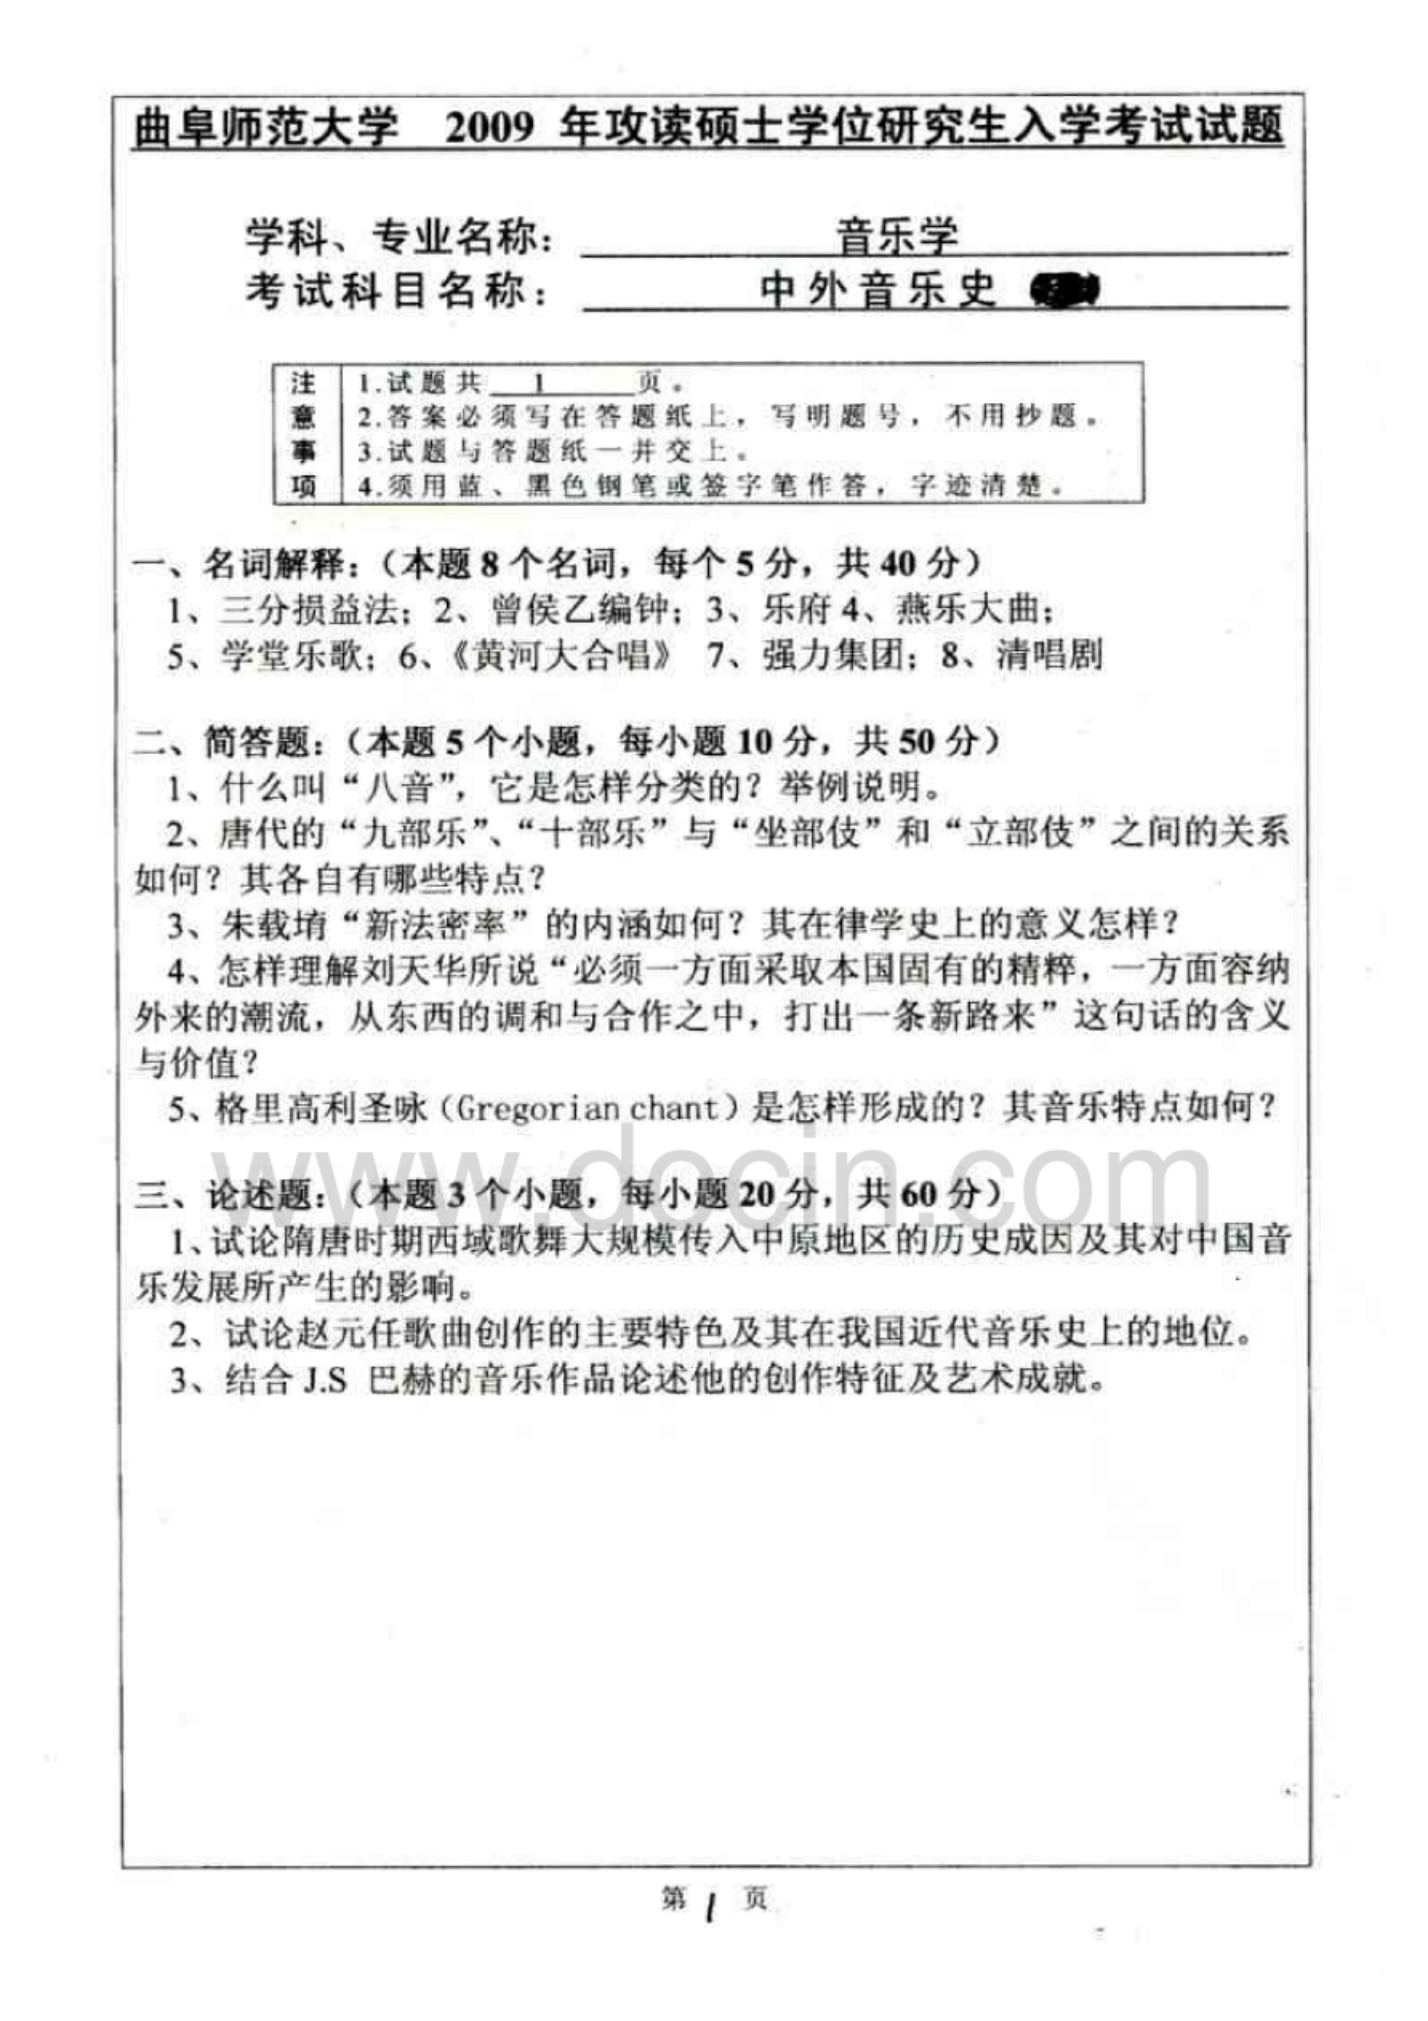 曲阜师范大学 2009 年攻读硕士学位研究生入学考试试题
学科、专业名称： 音乐学
考试科目名称： 中外音乐史
注 1.试题共 1 页。
意 2.答案必须写在答题纸上，写明题号，不用抄题。
事 3.试题与答题纸一并交上。
项 4.须用蓝、黑色钢笔或签字笔作答，字迹清楚。
一、名词解释：（本题 8 个名词，每个 5 分，共 40 分）
1、三分损益法；2、曾侯乙编钟；3、乐府 4、燕乐大曲；
5、学堂乐歌；6、《黄河大合唱》 7、强力集团；8、清唱剧
二、简答题：（本题 5 个小题，每小题 10 分，共 50 分）
1、什么叫“八音”，它是怎样分类的？举例说明。
2、唐代的“九部乐”、“十部乐”与“坐部伎”和“立部伎”之间的关系
如何？其各自有哪些特点？
3、朱载堉“新法密率”的内涵如何？其在律学史上的意义怎样？
4、怎样理解刘天华所说“必须一方面采取本国固有的精粹，一方面容纳
外来的潮流，从东西的调和与合作之中，打出一条新路来”这句话的含义
与价值？
5、格里高利圣咏（Gregorian chant）是怎样形成的？其音乐特点如何？
www.docin.com
三、论述题：（本题 3 个小题，每小题 20 分，共 60 分）
1、试论隋唐时期西域歌舞大规模传入中原地区的历史成因及其对中国音
乐发展所产生的影响。
2、试论赵元任歌曲创作的主要特色及其在我国近代音乐史上的地位。
3、结合 J.S 巴赫的音乐作品论述他的创作特征及艺术成就。
第 1 页